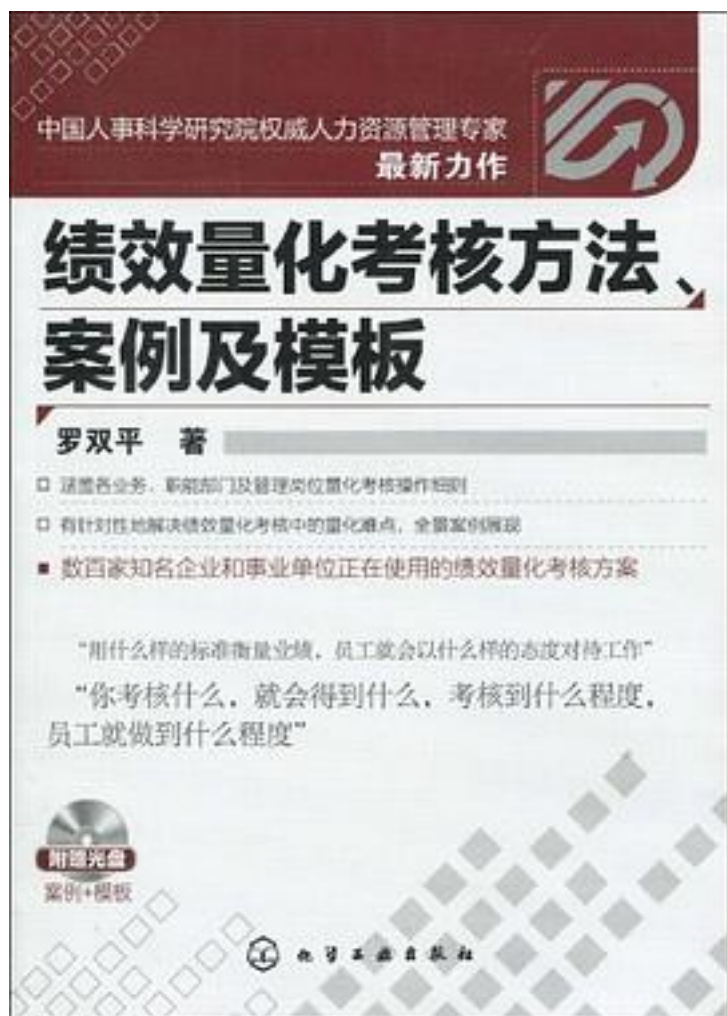 中国人事科学研究院权威人力资源管理专家
最新力作
绩效量化考核方法、
案例及模板
罗双平 著
涵盖各业务、职能部门及管理岗位量化考核操作细则
有针对性地解决绩效量化考核中的量化难点，全景案例展现
数百家知名企业和事业单位正在使用的绩效量化考核方案
“用什么样的标准衡量业绩，员工就会以什么样的态度对待工作”
“你考核什么，就会得到什么，考核到什么程度，
员工就做到什么程度”
附赠光盘
案例+模板
化学工业出版社